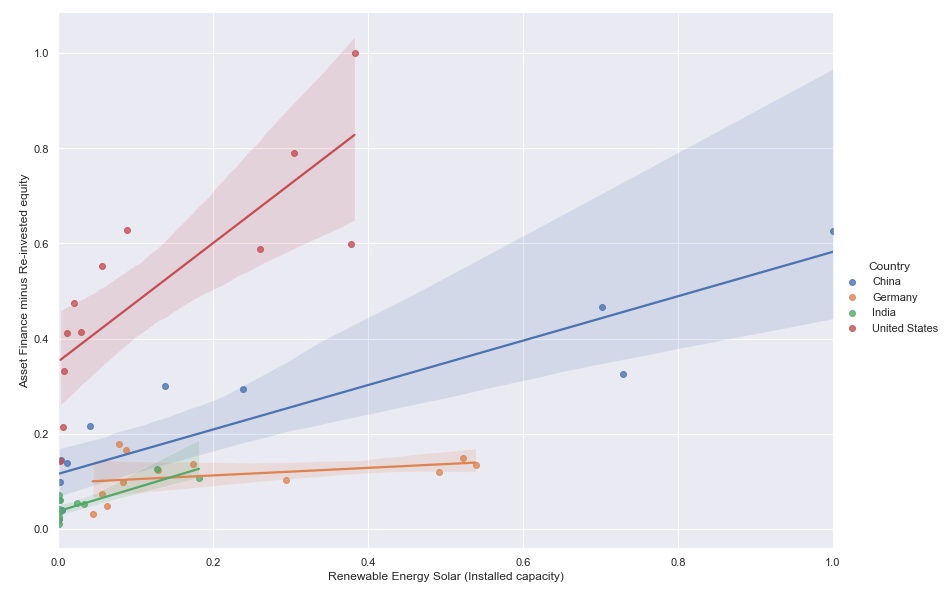 1.0
0.8
0.6
0.4
0.2
0.0
Asset Finance minus Re-invested equity
0.0 0.2 0.4 0.6 0.8 1.0
Renewable Energy Solar (Installed capacity)
Country
China
Germany
India
United States